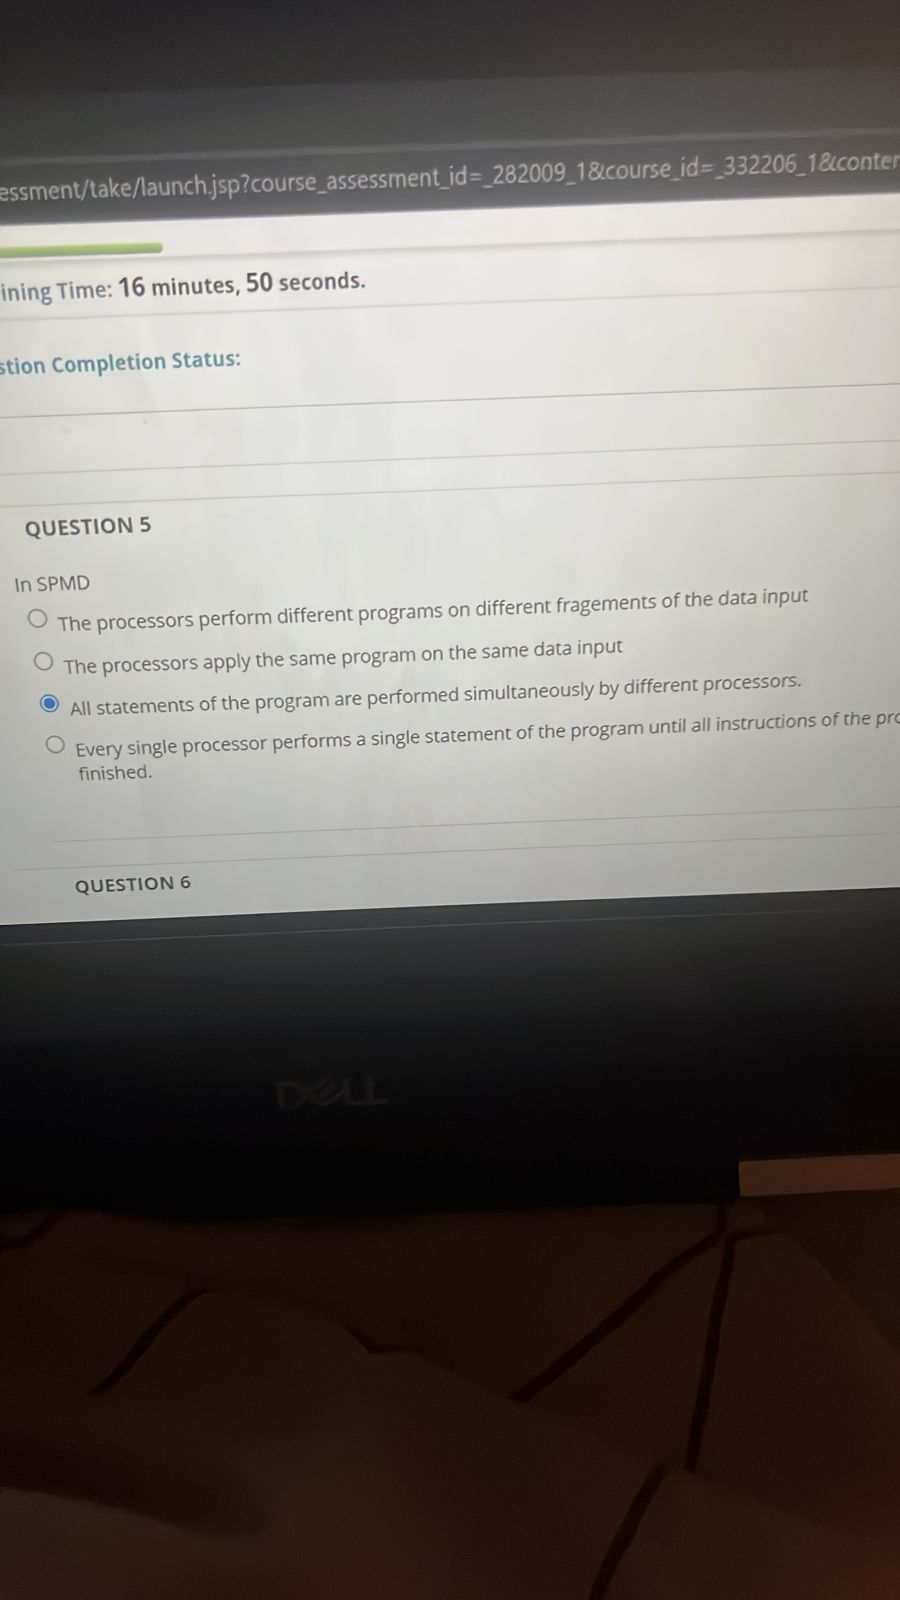 essment/take/launch.jsp?course_assessment_id=_282009_1&course_id=_332206_1&conter
ining Time: 16 minutes, 50 seconds.
stion Completion Status:
QUESTION 5
In SPMD
The processors perform different programs on different fragements of the data input
The processors apply the same program on the same data input
All statements of the program are performed simultaneously by different processors.
Every single processor performs a single statement of the program until all instructions of the pro
finished.
QUESTION 6
DELL